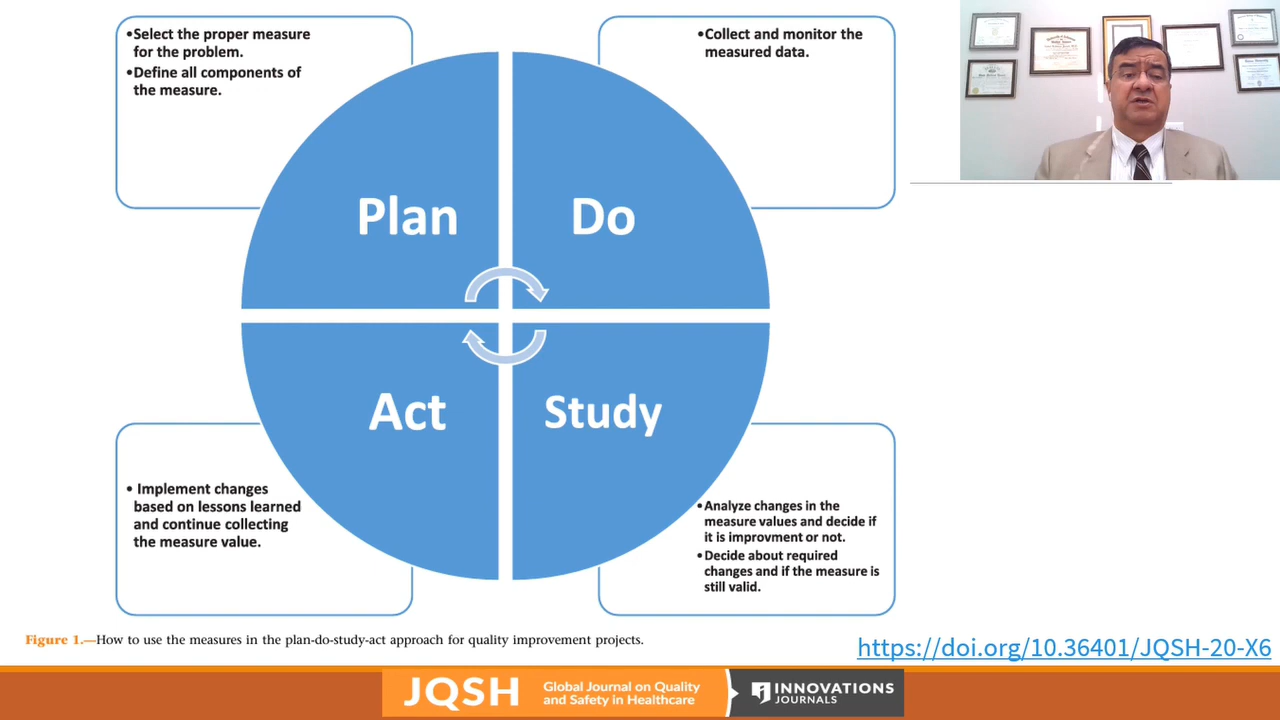 •Select the proper measure
for the problem.
•Define all components of
the measure.
•Collect and monitor the
measured data.
Plan
Do
Act
Study
• Implement changes
based on lessons learned
and continue collecting
the measure value.
•Analyze changes in the
measure values and decide if
it is improvment or not.
•Decide about required
changes and if the measure is
still valid.
Figure 1.—How to use the measures in the plan-do-study-act approach for quality improvement projects.
https://doi.org/10.36401/JQSH-20-X6
JQSH
Global Journal on Quality
and Safety in Healthcare
INNOVATIONS
JOURNALS